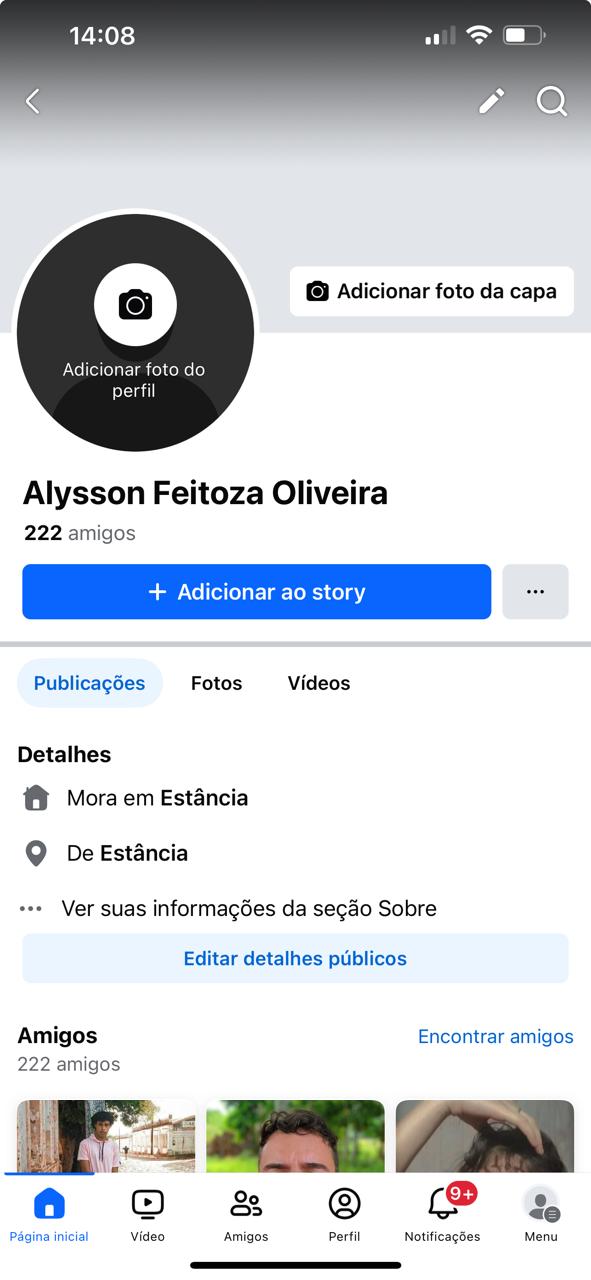 14:08
Adicionar foto da capa
Adicionar foto do
perfil
Alysson Feitoza Oliveira
222 amigos
+ Adicionar ao story
Publicações
Fotos
Vídeos
Detalhes
Mora em Estância
De Estância
Ver suas informações da seção Sobre
Editar detalhes públicos
Amigos
Encontrar amigos
222 amigos
9+
Página inicial
Vídeo
Amigos
Perfil
Notificações
Menu